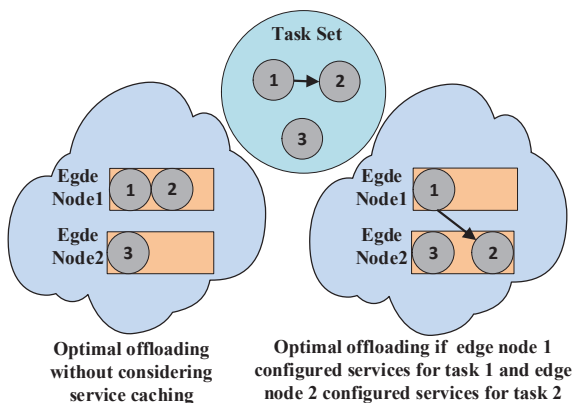 Task Set
1
2
3
Egde
Node1
1
2
Egde
Node2
3
Optimal offloading
without considering
service caching
Egde
Node1
1
Egde
Node2
3
2
Optimal offloading if edge node 1
configured services for task 1 and edge
node 2 configured services for task 2